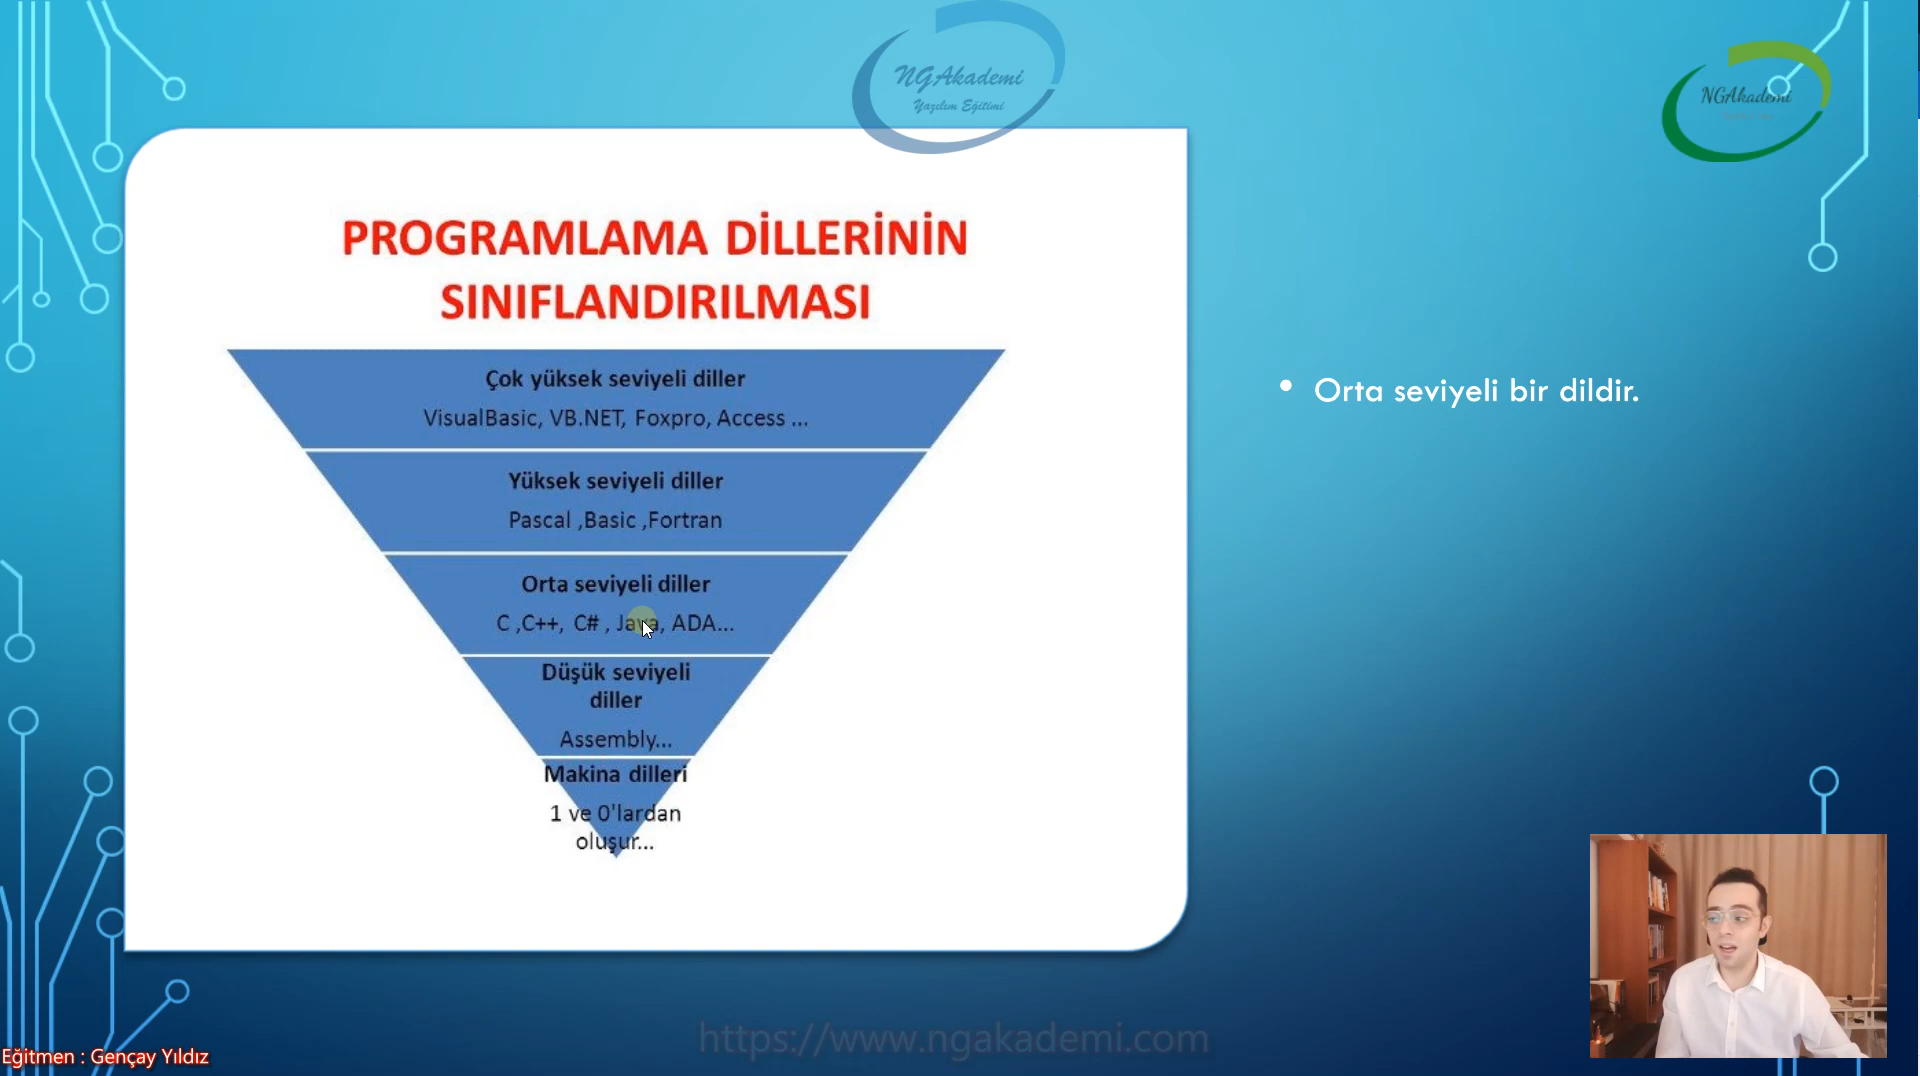 NGAkademi
Yazılım Eğitimi
NGAkademi
PROGRAMLAMA DİLLERİNİN
SINIFLANDIRILMASI
Çok yüksek seviyeli diller
VisualBasic, VB.NET, Foxpro, Access ...
Yüksek seviyeli diller
Pascal ,Basic ,Fortran
Orta seviyeli diller
C ,C++, C# , Java, ADA...
Düşük seviyeli
diller
Assembly...
Makina dilleri
1 ve 0'lardan
oluşur...
• Orta seviyeli bir dildir.
https://www.ngakademi.com
Eğitmen : Gençay Yıldız